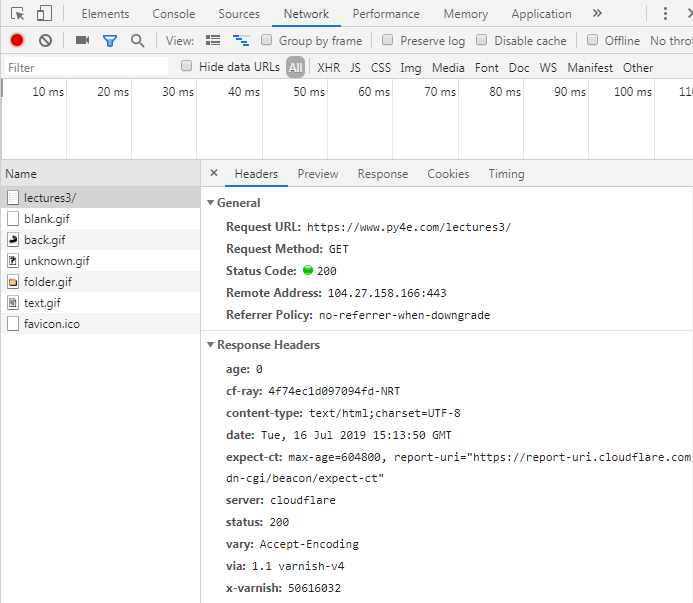 Elements Console Sources Network Performance Memory Application »
View: Group by frame Preserve log Disable cache Offline No thro
Filter Hide data URLs All XHR JS CSS Img Media Font Doc WS Manifest Other
10 ms 20 ms 30 ms 40 ms 50 ms 60 ms 70 ms 80 ms 90 ms 100 ms 11
Name
lectures3/
blank.gif
back.gif
unknown.gif
folder.gif
text.gif
favicon.ico
× Headers Preview Response Cookies Timing
General
Request URL: https://www.py4e.com/lectures3/
Request Method: GET
Status Code: 200
Remote Address: 104.27.158.166:443
Referrer Policy: no-referrer-when-downgrade
Response Headers
age: 0
cf-ray: 4f74ec1d097094fd-NRT
content-type: text/html;charset=UTF-8
date: Tue, 16 Jul 2019 15:13:50 GMT
expect-ct: max-age=604800, report-uri="https://report-uri.cloudflare.com
dn-cgi/beacon/expect-ct"
server: cloudflare
status: 200
vary: Accept-Encoding
via: 1.1 varnish-v4
x-varnish: 50616032